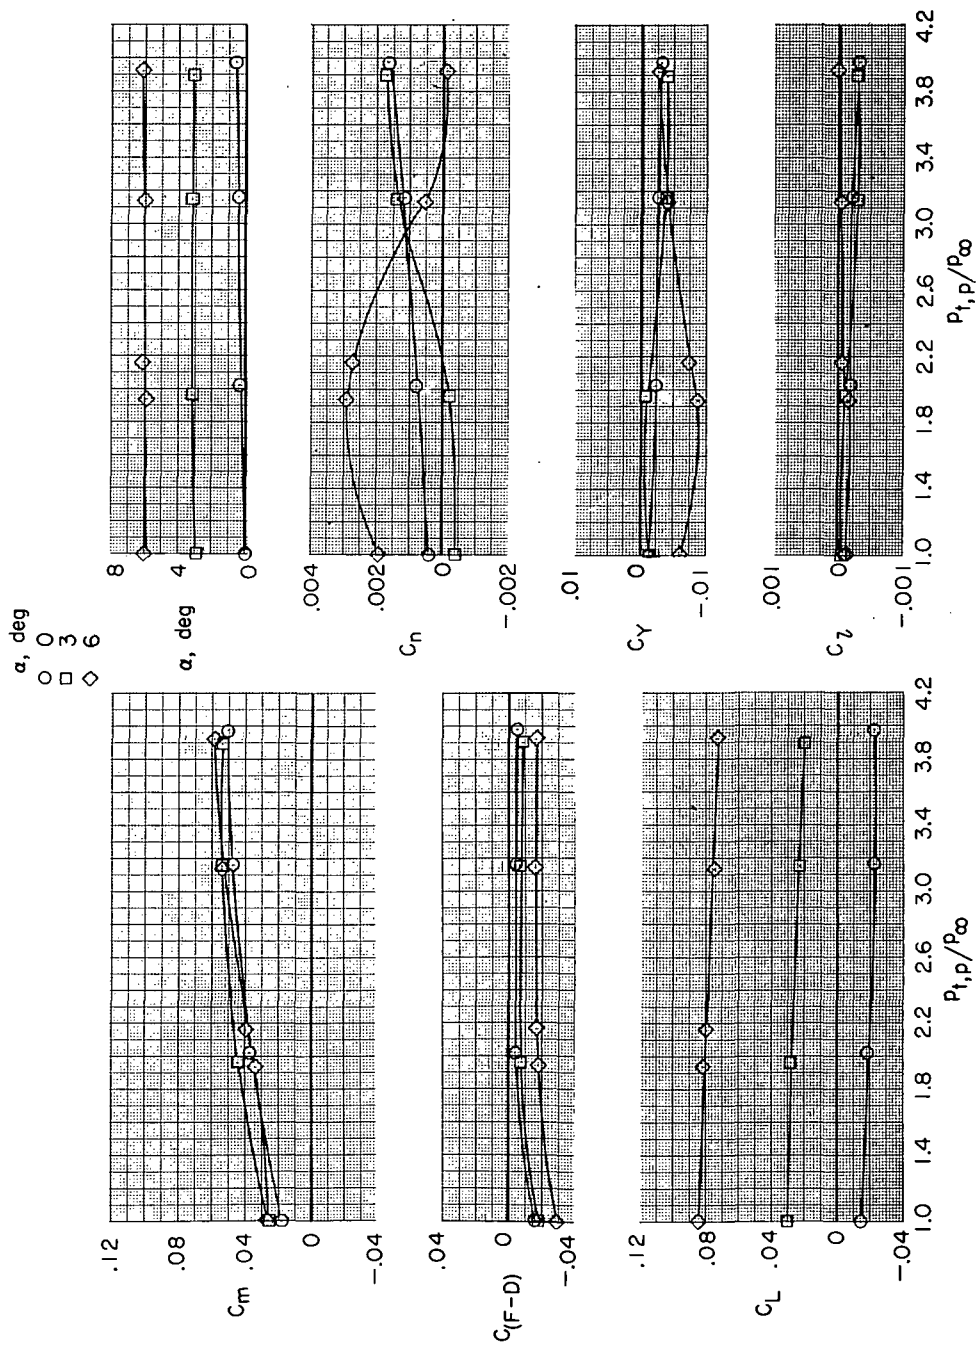 α, deg
○ 0
□ 3
◇ 6
.12
.08
.04
0
-.04
C_m
.04
0
-.04
C_(F-D)
.12
.08
.04
0
-.04
C_L
1.0 1.4 1.8 2.2 2.6 3.0 3.4 3.8 4.2
p_t,p/p_∞
8
4
0
α, deg
.004
.002
0
-.002
C_n
.01
0
-.01
C_Y
.001
0
-.001
C_l
1.0 1.4 1.8 2.2 2.6 3.0 3.4 3.8 4.2
p_t,p/p_∞